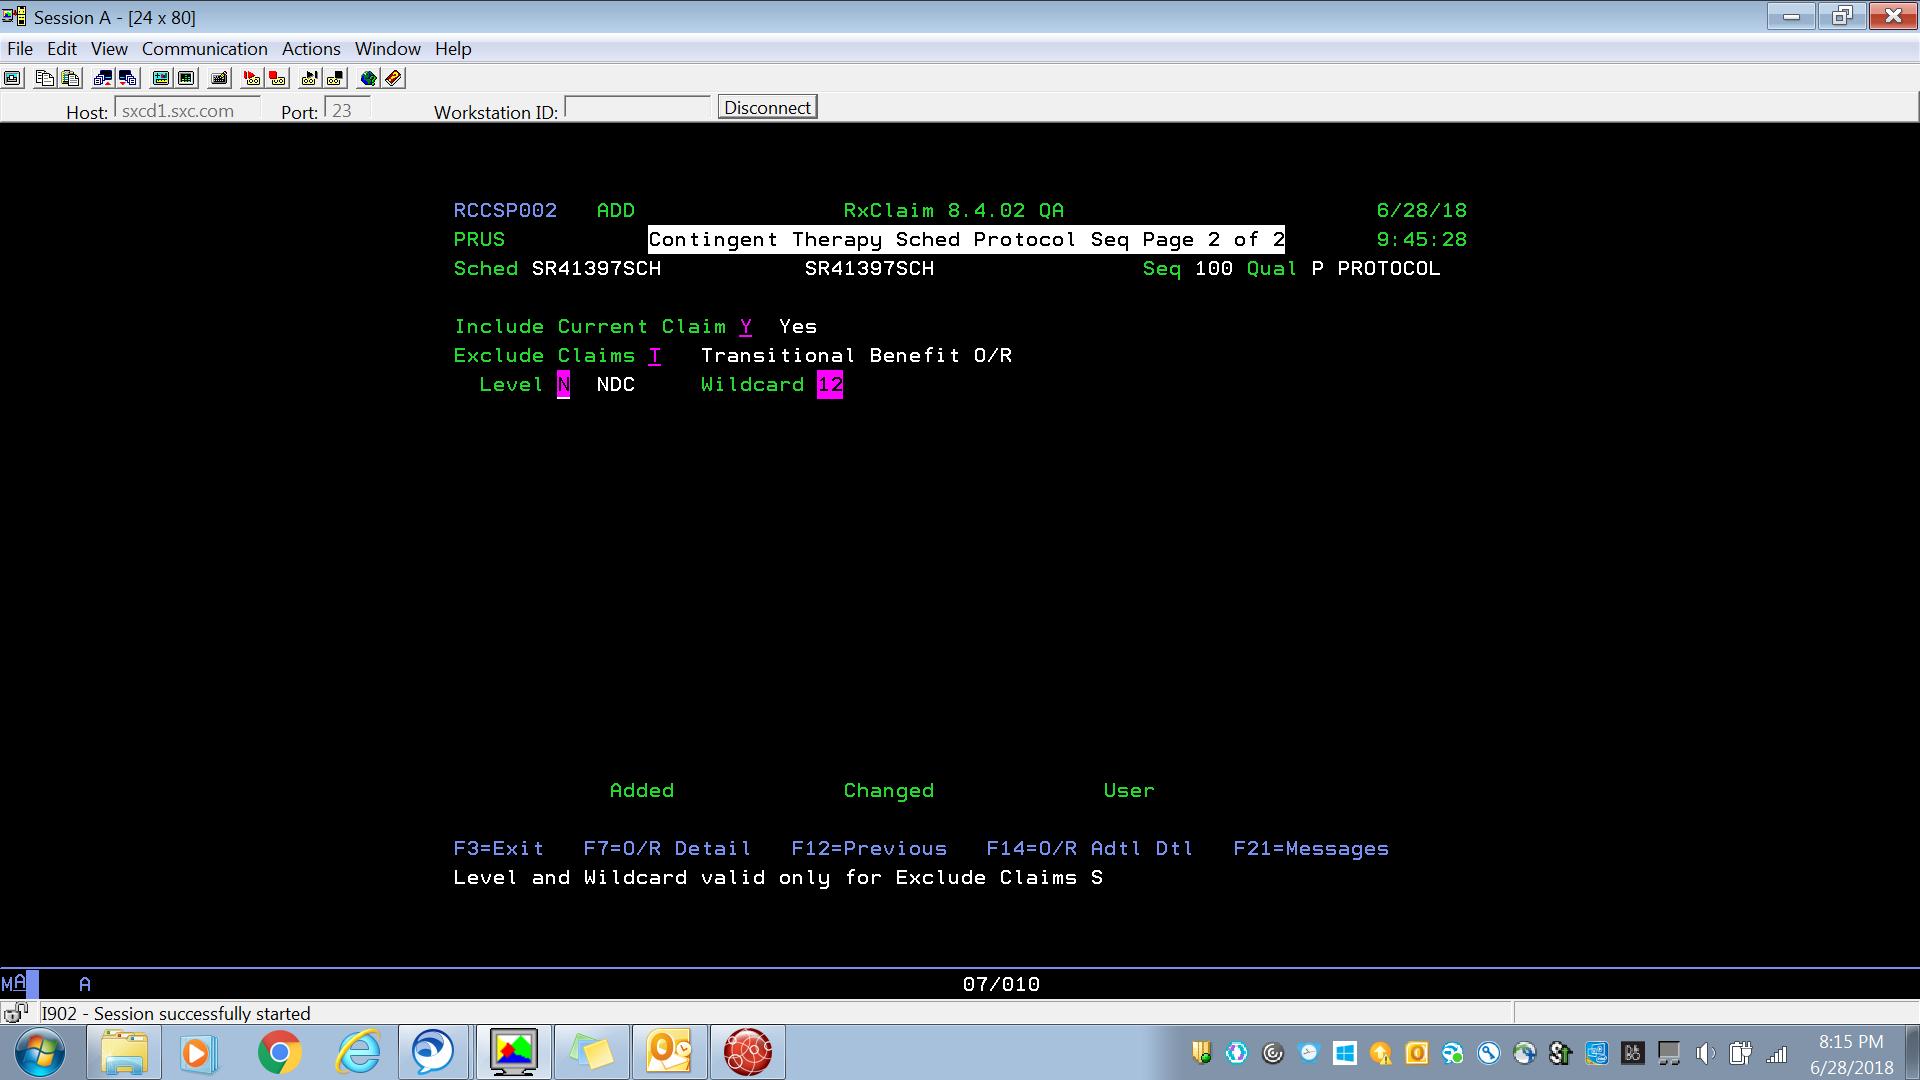 Session A - [24 x 80]
File Edit View Communication Actions Window Help
Host: sxcd1.sxc.com Port: 23 Workstation ID: Disconnect
RCCSP002 ADD RxClaim 8.4.02 QA 6/28/18
PRUS Contingent Therapy Sched Protocol Seq Page 2 of 2 9:45:28
Sched SR41397SCH SR41397SCH Seq 100 Qual P PROTOCOL
Include Current Claim Y Yes
Exclude Claims T Transitional Benefit O/R
Level N NDC Wildcard 12
Added Changed User
F3=Exit F7=O/R Detail F12=Previous F14=O/R Adtl Dtl F21=Messages
Level and Wildcard valid only for Exclude Claims S
MA A 07/010
I902 - Session successfully started
8:15 PM
6/28/2018